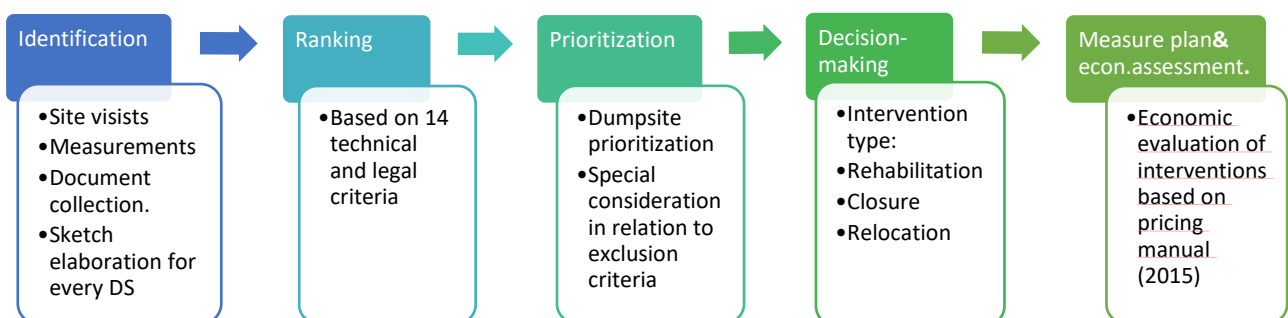 Identification
•Site visists
•Measurements
•Document
collection.
•Sketch
elaboration for
every DS
Ranking
•Based on 14
technical
and legal
criteria
Prioritization
•Dumpsite
prioritization
•Special
consideration
in relation to
exclusion
criteria
Decision-
making
•Intervention
type:
•Rehabilitation
•Closure
•Relocation
Measure plan&
econ.assessment.
•Economic
evaluation of
interventions
based on
pricing
manual
(2015)